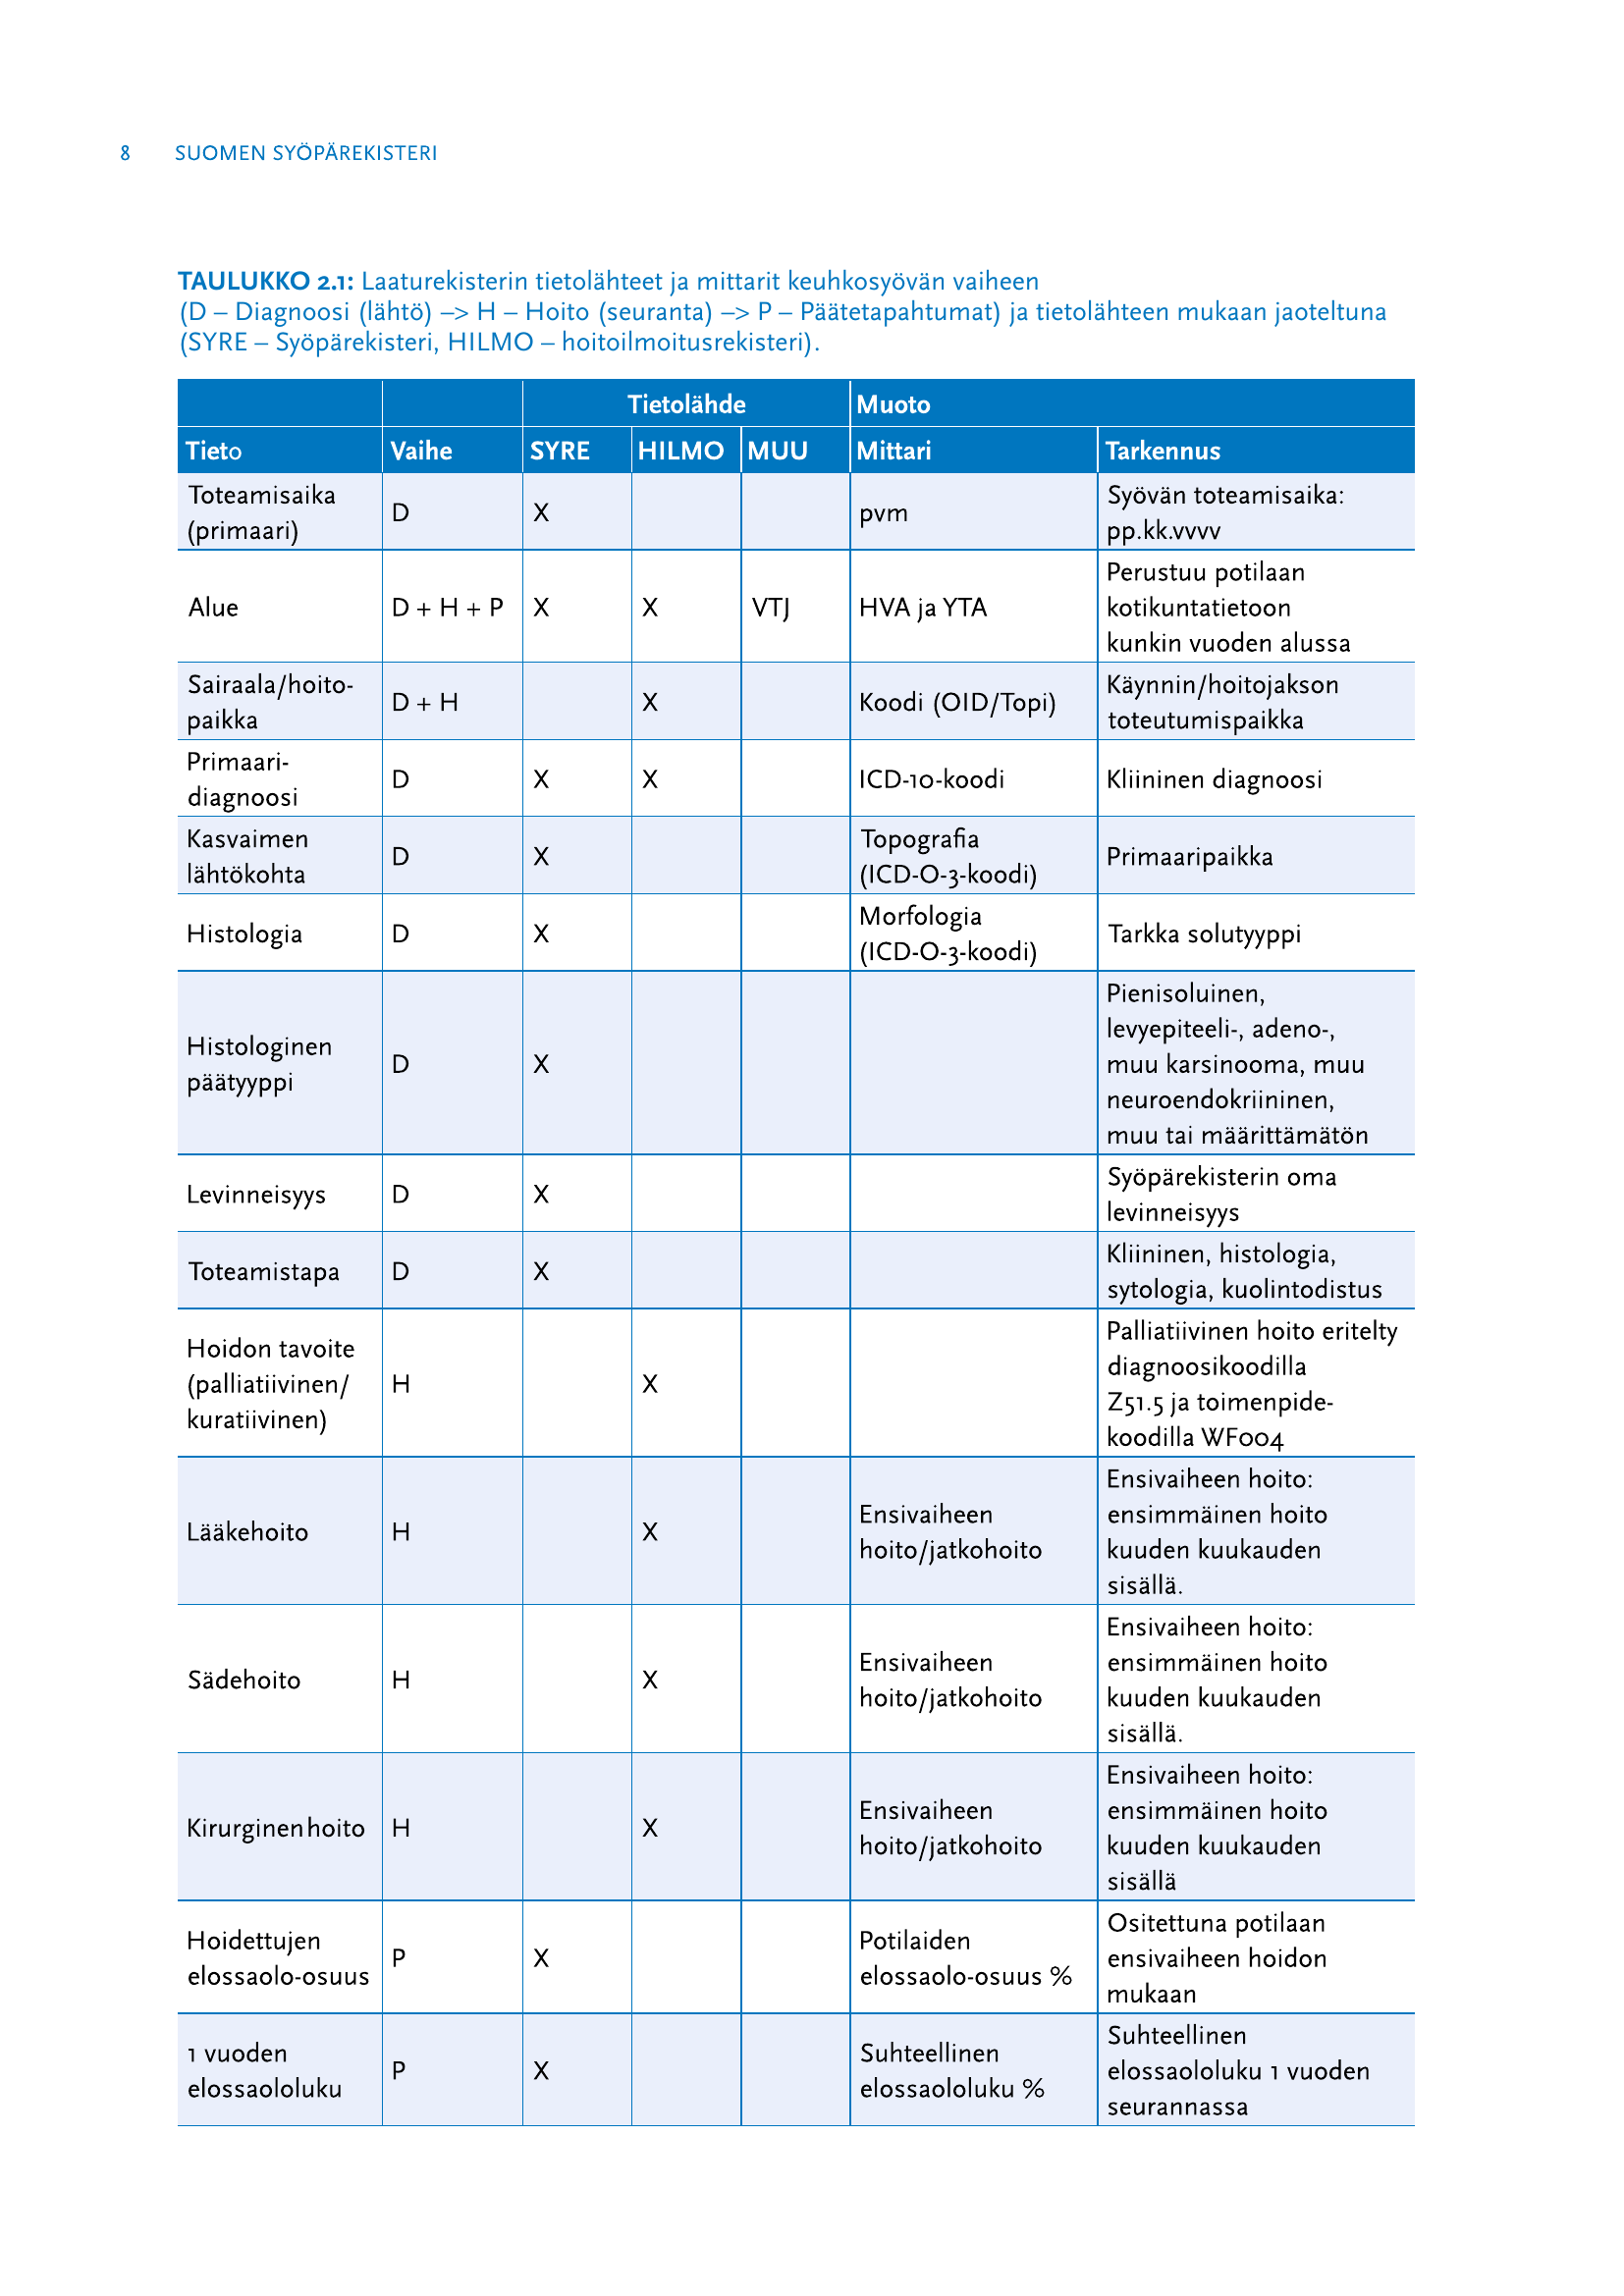 8 SUOMEN SYÖPÄREKISTERI
TAULUKKO 2.1: Laaturekisterin tietolähteet ja mittarit keuhkosyövän vaiheen
(D – Diagnoosi (lähtö) –> H – Hoito (seuranta) –> P – Päätetapahtumat) ja tietolähteen mukaan jaoteltuna
(SYRE – Syöpärekisteri, HILMO – hoitoilmoitusrekisteri).
Tietolähde Muoto
Tieto Vaihe SYRE HILMO MUU Mittari Tarkennus
Toteamisaika
(primaari)
D X pvm
Syövän toteamisaika:
pp.kk.vvvv
Alue D + H + P X X VTJ HVA ja YTA
Perustuu potilaan
kotikuntatietoon
kunkin vuoden alussa
Sairaala/hoito-
paikka
D + H X Koodi (OID/Topi)
Käynnin/hoitojakson
toteutumispaikka
Primaari-
diagnoosi
D X X ICD-10-koodi Kliininen diagnoosi
Kasvaimen
lähtökohta
D X
Topografia
(ICD-O-3-koodi)
Primaaripaikka
Histologia D X
Morfologia
(ICD-O-3-koodi)
Tarkka solutyyppi
Histologinen
päätyyppi
D X
Pienisoluinen,
levyepiteeli-, adeno-,
muu karsinooma, muu
neuroendokriininen,
muu tai määrittämätön
Levinneisyys D X
Syöpärekisterin oma
levinneisyys
Toteamistapa D X
Kliininen, histologia,
sytologia, kuolintodistus
Hoidon tavoite
(palliatiivinen/
kuratiivinen)
H X
Palliatiivinen hoito eritelty
diagnoosikoodilla
Z51.5 ja toimenpide-
koodilla WF004
Lääkehoito H X
Ensivaiheen
hoito/jatkohoito
Ensivaiheen hoito:
ensimmäinen hoito
kuuden kuukauden
sisällä.
Sädehoito H X
Ensivaiheen
hoito/jatkohoito
Ensivaiheen hoito:
ensimmäinen hoito
kuuden kuukauden
sisällä.
Kirurginen hoito H X
Ensivaiheen
hoito/jatkohoito
Ensivaiheen hoito:
ensimmäinen hoito
kuuden kuukauden
sisällä
Hoidettujen
elossaolo-osuus
P X
Potilaiden
elossaolo-osuus %
Ositettuna potilaan
ensivaiheen hoidon
mukaan
1 vuoden
elossaololuku
P X
Suhteellinen
elossaololuku %
Suhteellinen
elossaololuku 1 vuoden
seurannassa